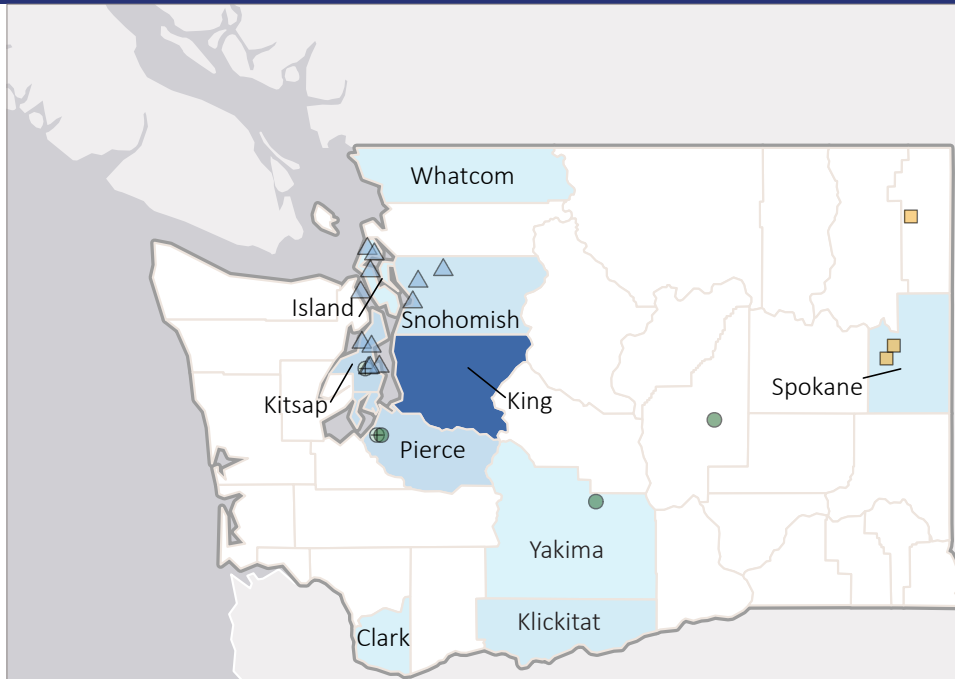 Whatcom
Island
Snohomish
Spokane
Kitsap
King
Pierce
Yakima
Klickitat
Clark